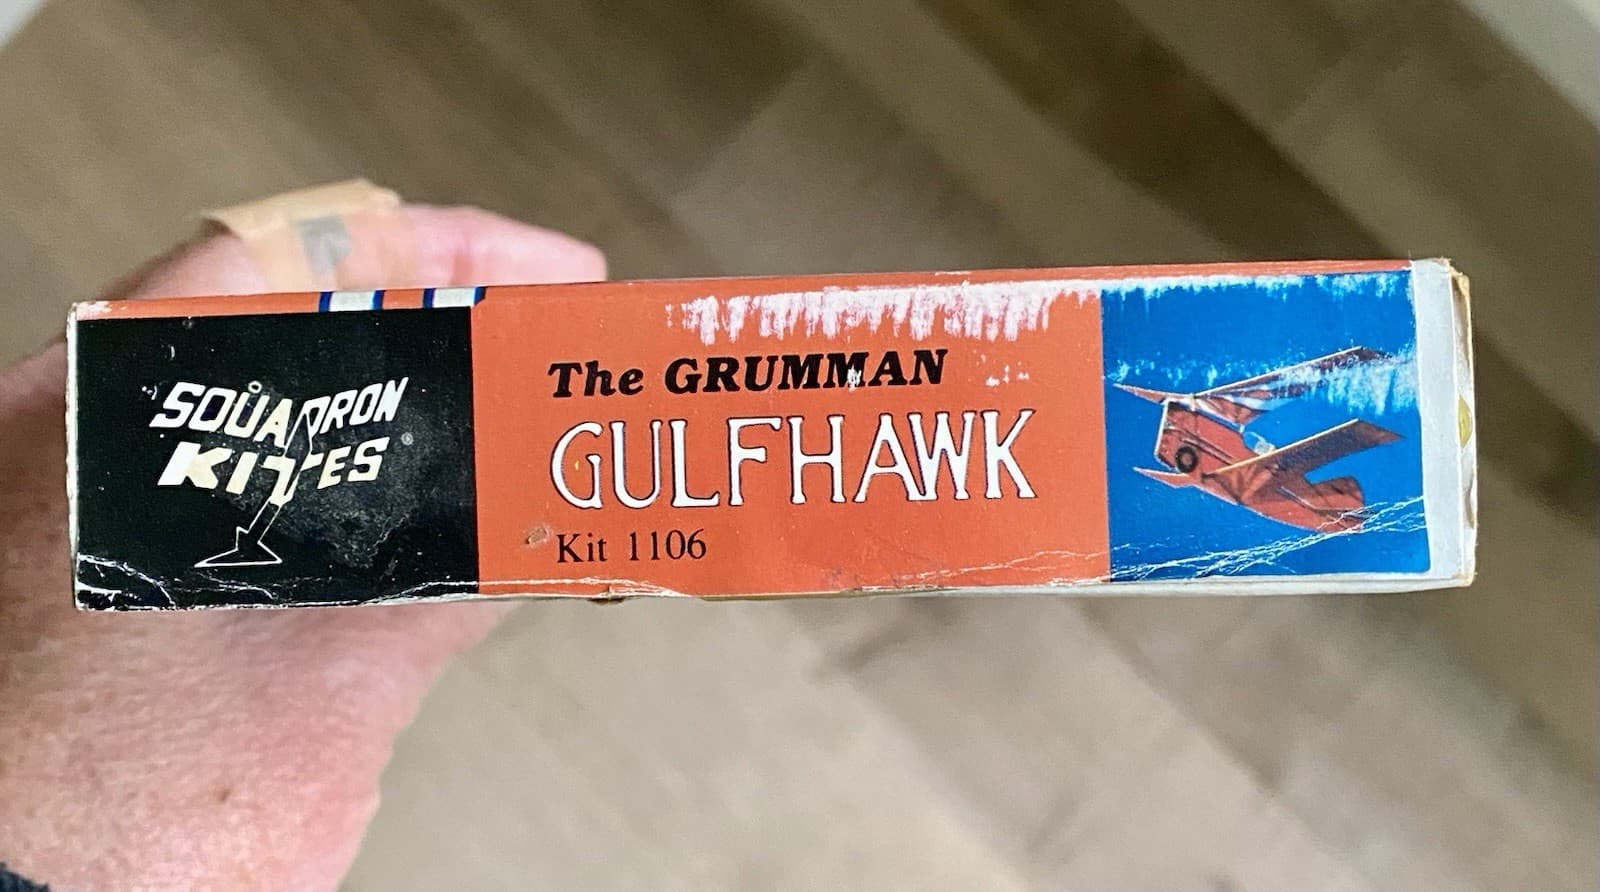 SQUADRON
KITES
The GRUMMAN
GULFHAWK
Kit 1106